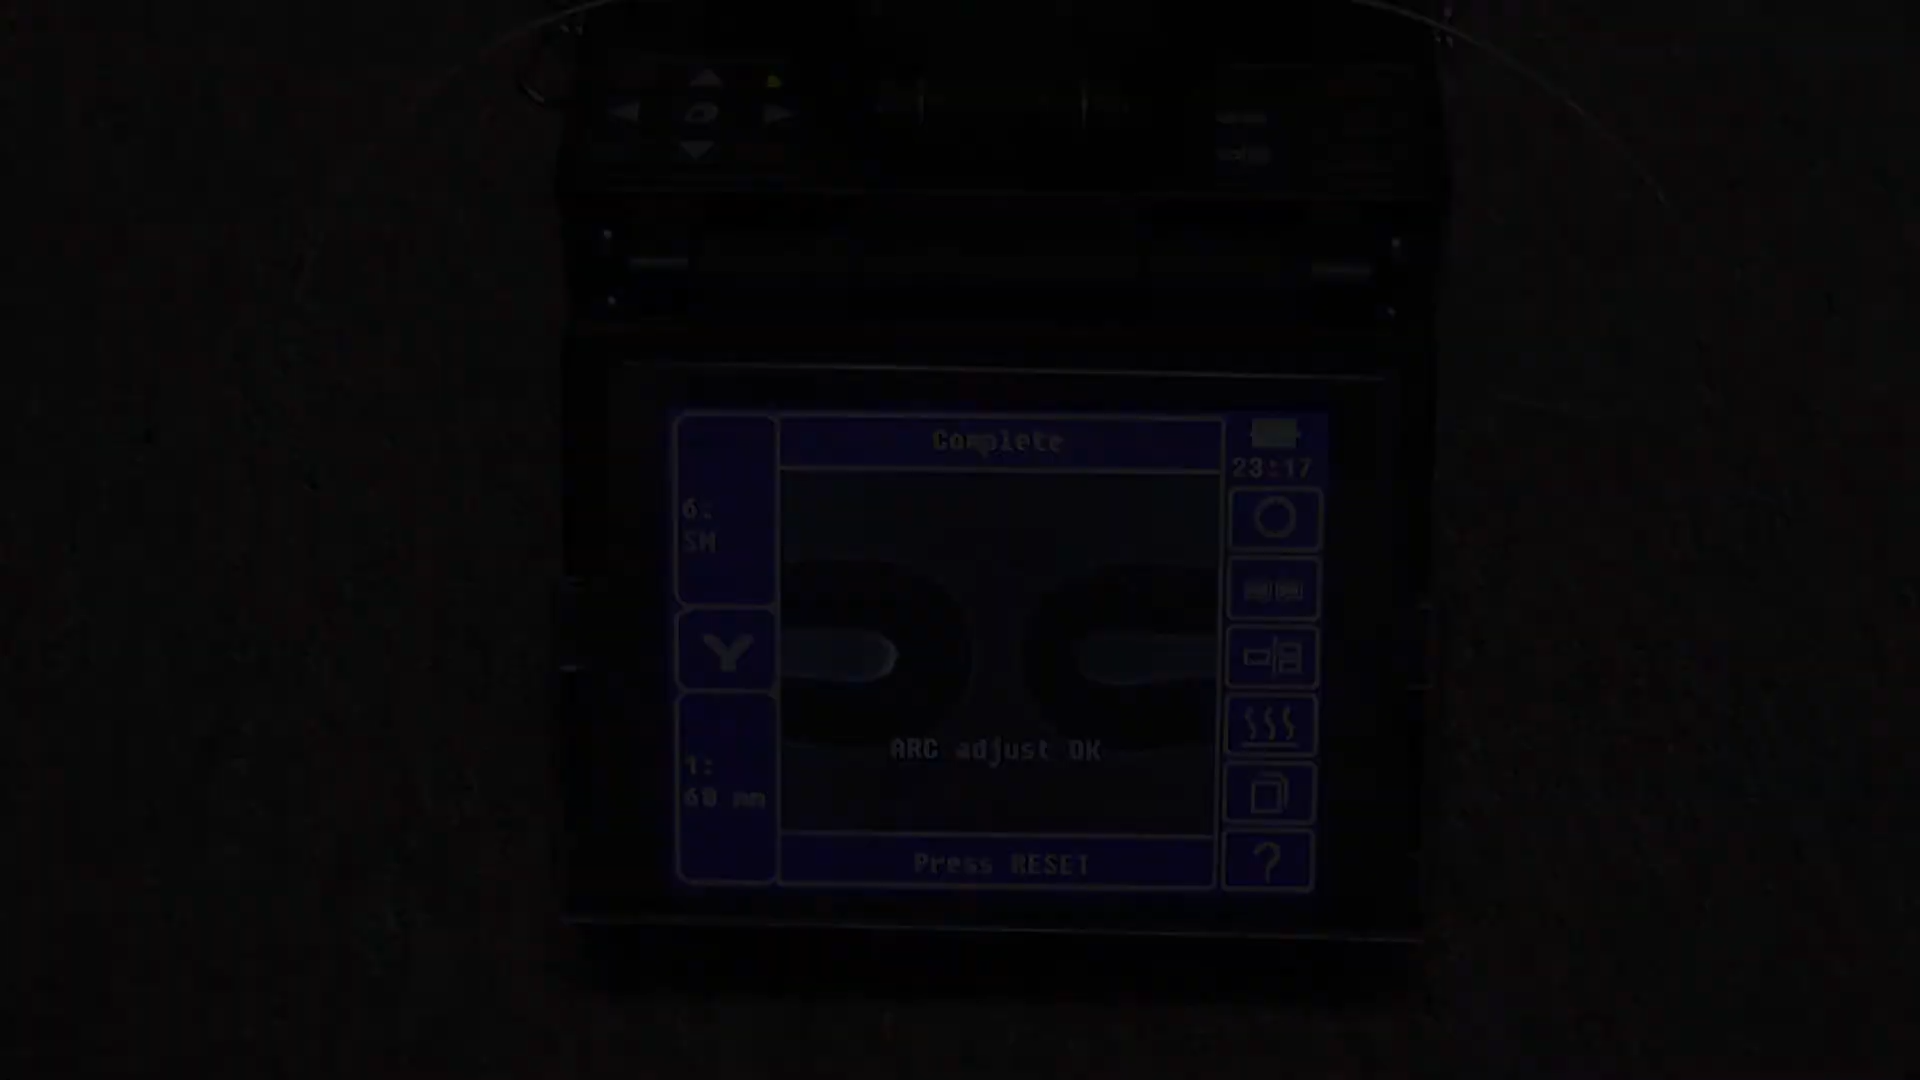 Complete
23:17
6:
SM
ARC adjust OK
1:
60 mm
Press RESET
?